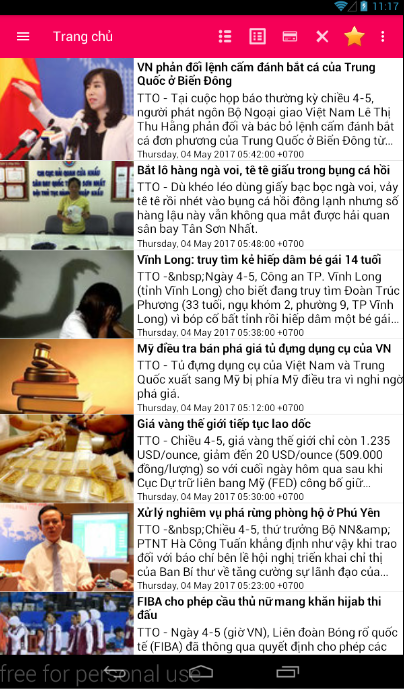 11:17
Trang chủ
VN phản đối lệnh cấm đánh bắt cá của Trung
Quốc ở Biển Đông
TTO - Tại cuộc họp báo thường kỳ chiều 4-5,
người phát ngôn Bộ Ngoại giao Việt Nam Lê Thị
Thu Hằng phản đối và bác bỏ lệnh cấm đánh bắt
cá đơn phương của Trung Quốc ở Biển Đông từ...
Thursday, 04 May 2017 05:42:00 +0700
Bắt lô hàng ngà voi, tê tê giấu trong bụng cá hồi
TTO - Dù khéo léo dùng giấy bạc bọc ngà voi, vảy
tê tê rồi nhét vào bụng cá hồi đông lạnh nhưng số
hàng lậu này vẫn không qua mắt được hải quan
sân bay Tân Sơn Nhất.
Thursday, 04 May 2017 05:48:00 +0700
Vĩnh Long: truy tìm kẻ hiếp dâm bé gái 14 tuổi
TTO -&nbsp;Ngày 4-5, Công an TP. Vĩnh Long
(tỉnh Vĩnh Long) cho biết đang truy tìm Đoàn Trúc
Phương (33 tuổi, ngụ khóm 2, phường 9, TP Vĩnh
Long) vì bóp cổ bất tỉnh rồi hiếp dâm một bé gái...
Thursday, 04 May 2017 05:38:00 +0700
Mỹ điều tra bán phá giá tủ đựng dụng cụ của VN
TTO - Tủ đựng dụng cụ của Việt Nam và Trung
Quốc xuất sang Mỹ bị phía Mỹ điều tra vì nghi ngờ
phá giá.
Thursday, 04 May 2017 05:12:00 +0700
Giá vàng thế giới tiếp tục lao dốc
TTO - Chiều 4-5, giá vàng thế giới chỉ còn 1.235
USD/ounce, giảm đến 20 USD/ounce (509.000
đồng/lượng) so với cuối ngày hôm qua sau khi
Cục Dự trữ liên bang Mỹ (FED) công bố giữ...
Thursday, 04 May 2017 05:30:00 +0700
Xử lý nghiêm vụ phá rừng phòng hộ ở Phú Yên
TTO -&nbsp;Chiều 4-5, thứ trưởng Bộ NN&amp;
PTNT Hà Công Tuấn khẳng định như vậy khi trao
đổi với báo chí bên lề hội nghị triển khai chỉ thị
của Ban Bí thư về tăng cường sự lãnh đạo của...
Thursday, 04 May 2017 05:23:00 +0700
FIBA cho phép cầu thủ nữ mang khăn hijab thi
đấu
TTO - Ngày 4-5 (giờ VN), Liên đoàn Bóng rổ quốc
tế (FIBA) đã thông qua quyết định cho phép các
free for personal use